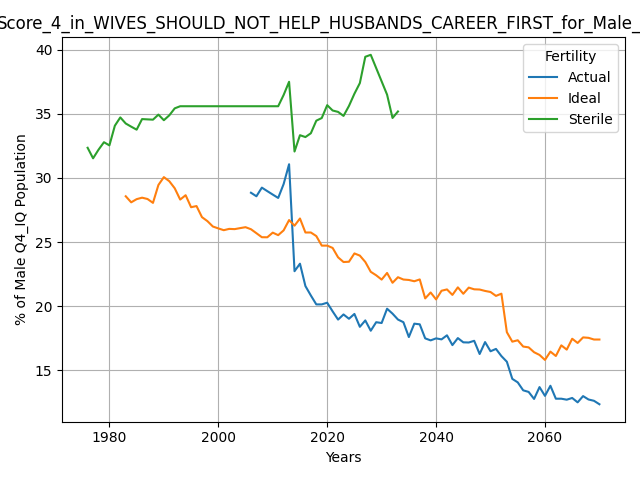 Score_4_in_WIVES_SHOULD_NOT_HELP_HUSBANDS_CAREER_FIRST_for_Male_
Fertility
Actual
Ideal
Sterile
% of Male Q4_IQ Population
40
35
30
25
20
15
1980 2000 2020 2040 2060
Years